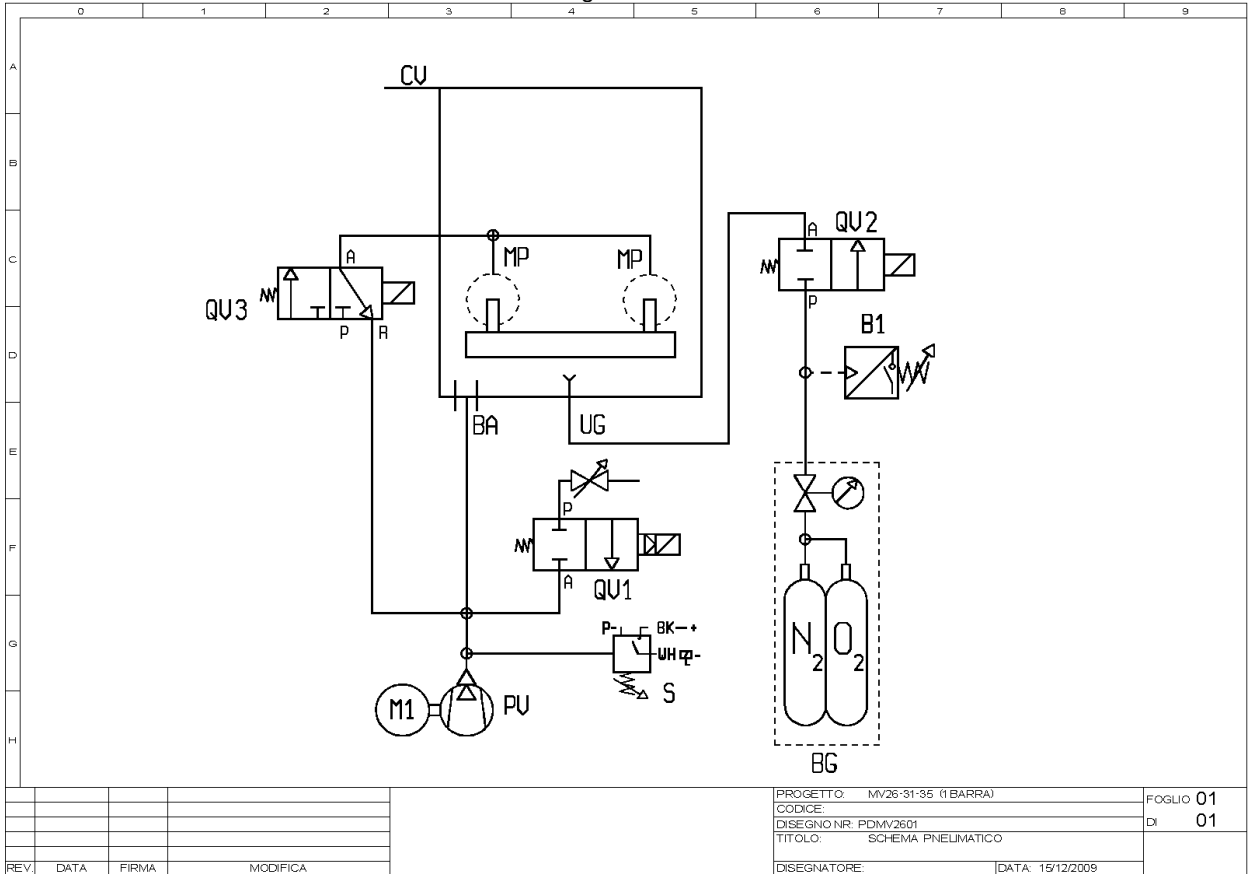 0 1 2 3 4 5 6 7 8 9
A
B
C
D
E
F
G
H
CV
A
MP
MP
QV3
P
R
A
QV2
P
B1
BA
UG
P
A
QV1
P-
BK-+
WH
-
S
M1
PV
N2
O2
BG
REV.
DATA
FIRMA
MODIFICA
PROGETTO: MV26-31-35 (1 BARRA)
CODICE:
DISEGNO NR: PDMV2601
TITOLO: SCHEMA PNEUMATICO
DISEGNATORE:
DATA: 15/12/2009
FOGLIO 01
DI 01